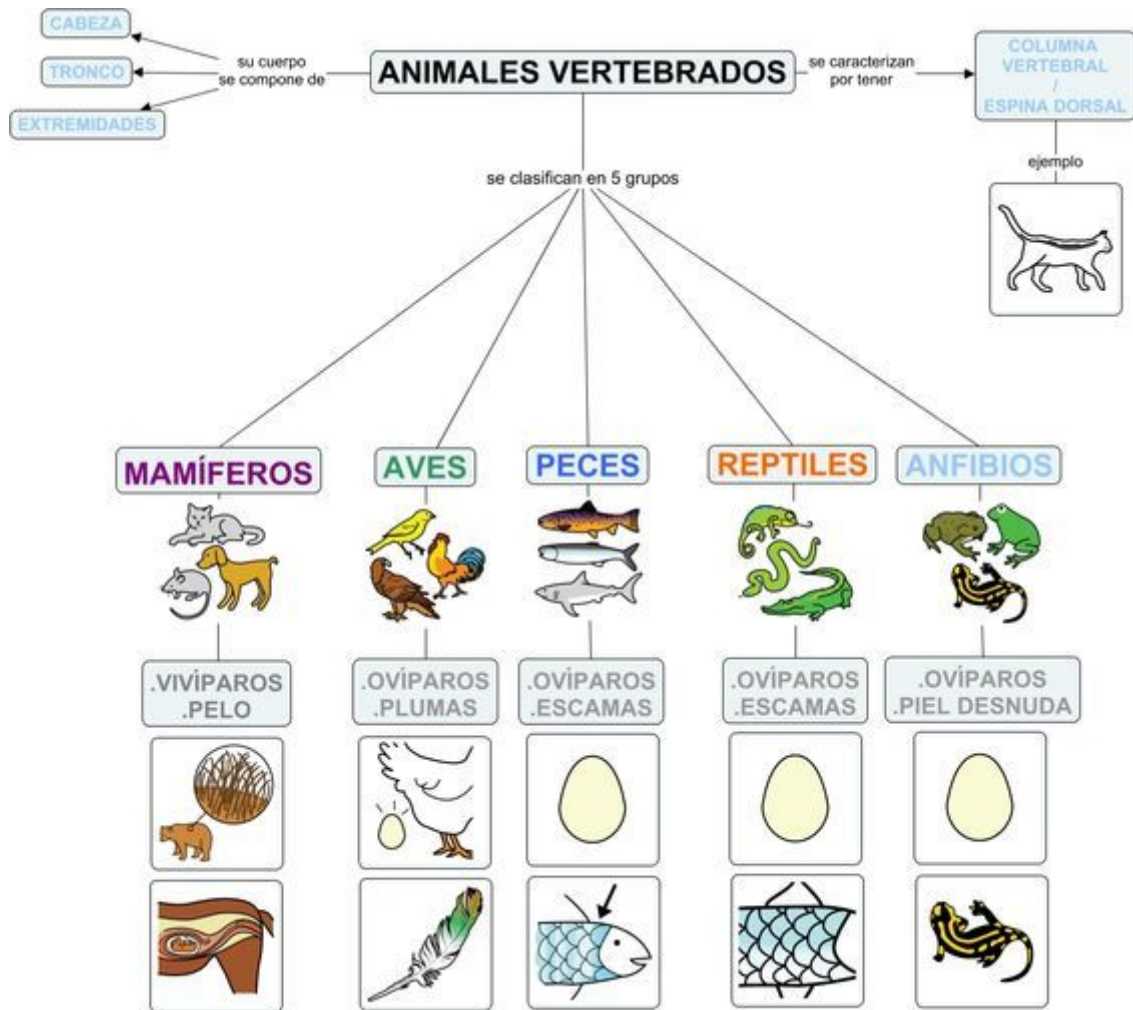 CABEZA
TRONCO
EXTREMIDADES
su cuerpo
se compone de
ANIMALES VERTEBRADOS
se caracterizan
por tener
COLUMNA
VERTEBRAL
/
ESPINA DORSAL
ejemplo
se clasifican en 5 grupos
MAMÍFEROS
AVES
PECES
REPTILES
ANFIBIOS
.VIVÍPAROS
.PELO
.OVÍPAROS
.PLUMAS
.OVÍPAROS
.ESCAMAS
.OVÍPAROS
.ESCAMAS
.OVÍPAROS
.PIEL DESNUDA